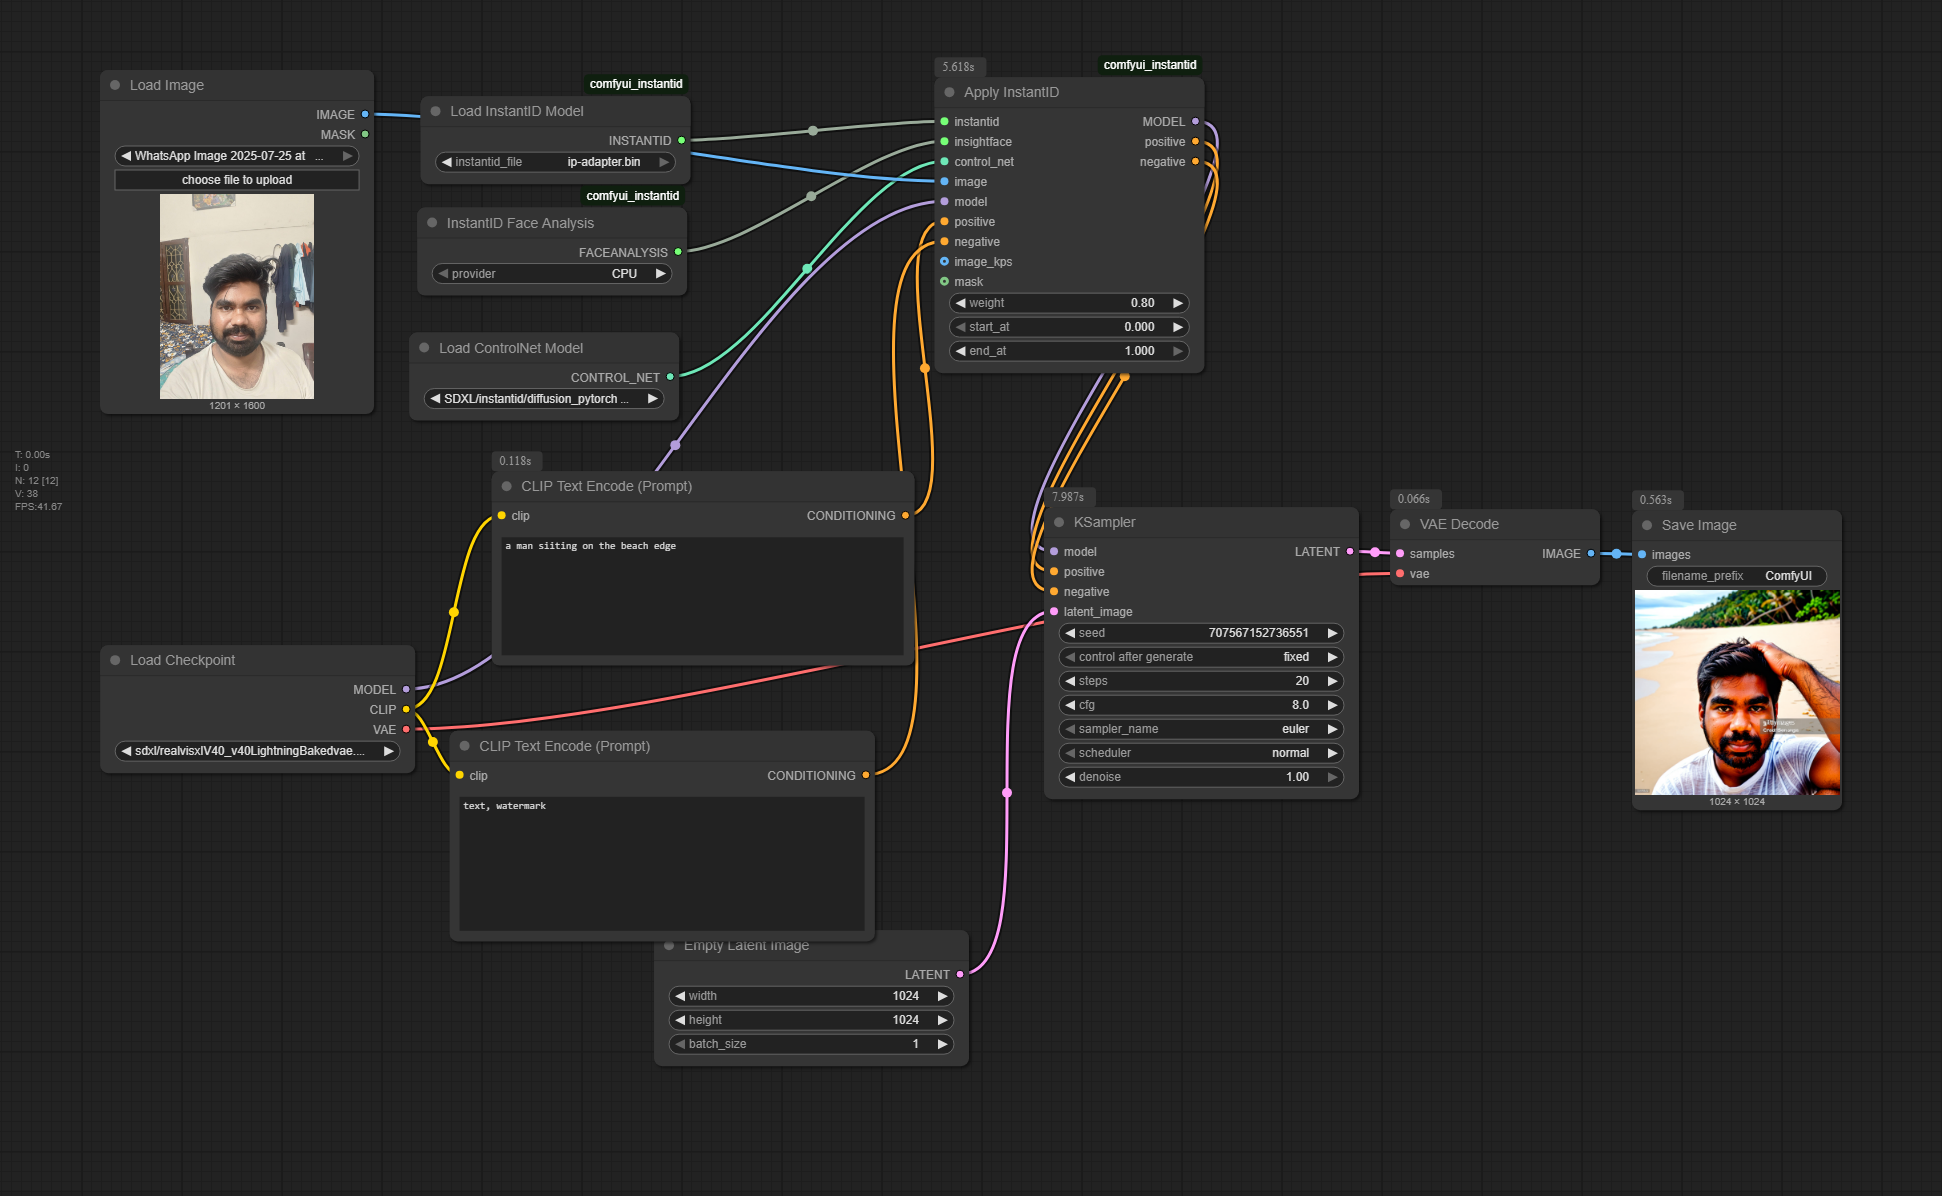 Load Image
IMAGE
MASK
WhatsApp Image 2025-07-25 at ...
choose file to upload
1201 × 1600
comfyui_instantid
Load InstantID Model
INSTANTID
instantid_file ip-adapter.bin
comfyui_instantid
InstantID Face Analysis
FACEANALYSIS
provider CPU
Load ControlNet Model
CONTROL_NET
SDXL/instantid/diffusion_pytorch ...
5.618s
comfyui_instantid
Apply InstantID
instantid MODEL
insightface positive
control_net negative
image
model
positive
negative
image_kps
mask
weight 0.80
start_at 0.000
end_at 1.000
T: 0.00s
I: 0
N: 12 [12]
V: 38
FPS:41.67
0.118s
CLIP Text Encode (Prompt)
clip CONDITIONING
a man siiting on the beach edge
Load Checkpoint
MODEL
CLIP
VAE
sdxl/realvisxlV40_v40LightningBakedvae....
CLIP Text Encode (Prompt)
clip CONDITIONING
text, watermark
Empty Latent Image
LATENT
width 1024
height 1024
batch_size 1
7.987s
KSampler
model LATENT
positive
negative
latent_image
seed 707567152736551
control after generate fixed
steps 20
cfg 8.0
sampler_name euler
scheduler normal
denoise 1.00
0.066s
VAE Decode
samples IMAGE
vae
0.563s
Save Image
images
filename_prefix ComfyUI
1024 × 1024